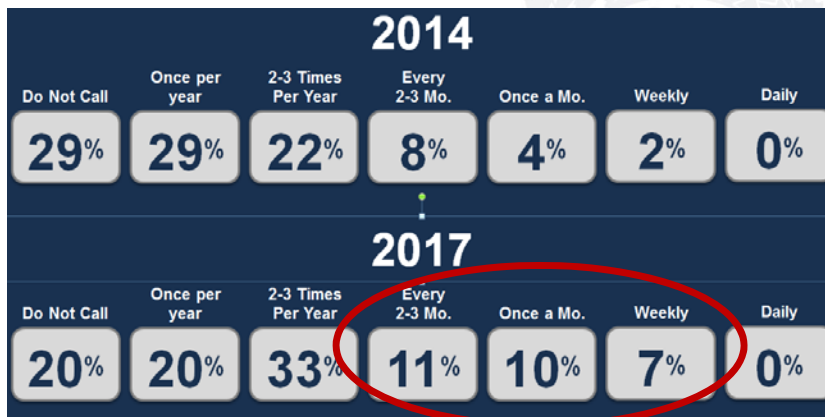 2014
Do Not Call
Once per
year
2-3 Times
Per Year
Every
2-3 Mo.
Once a Mo.
Weekly
Daily
29%
29%
22%
8%
4%
2%
0%
2017
Do Not Call
Once per
year
2-3 Times
Per Year
Every
2-3 Mo.
Once a Mo.
Weekly
Daily
20%
20%
33%
11%
10%
7%
0%